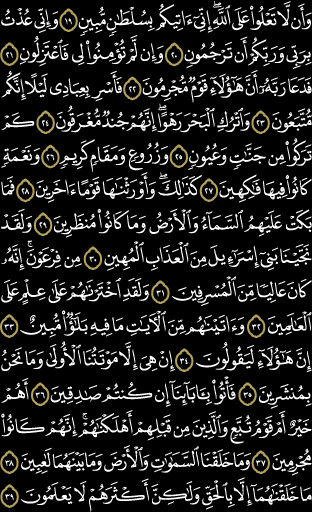 وَأَن لَّا تَعْلُوا۟ عَلَى ٱللَّهِ ۖ إِنِّىٓ ءَاتِيكُم بِسُلْطَـٰنٍ مُّبِينٍ ١٩ وَإِنِّى عُذْتُ
بِرَبِّى وَرَبِّكُمْ أَن تَرْجُمُونِ ٢٠ وَإِن لَّمْ تُؤْمِنُوا۟ لِى فَٱعْتَزِلُونِ ٢١
فَدَعَا رَبَّهُۥٓ أَنَّ هَـٰٓؤُلَآءِ قَوْمٌ مُّجْرِمُونَ ٢٢ فَأَسْرِ بِعِبَادِى لَيْلًا إِنَّكُم
مُّتَّبَعُونَ ٢٣ وَٱتْرُكِ ٱلْبَحْرَ رَهْوًا ۖ إِنَّهُمْ جُندٌ مُّغْرَقُونَ ٢٤ كَمْ
تَرَكُوا۟ مِن جَنَّـٰتٍ وَعُيُونٍ ٢٥ وَزُرُوعٍ وَمَقَامٍ كَرِيمٍ ٢٦ وَنَعْمَةٍ
كَانُوا۟ فِيهَا فَـٰكِهِينَ ٢٧ كَذَٰلِكَ ۖ وَأَوْرَثْنَـٰهَا قَوْمًا ءَاخَرِينَ ٢٨ فَمَا
بَكَتْ عَلَيْهِمُ ٱلسَّمَآءُ وَٱلْأَرْضُ وَمَا كَانُوا۟ مُنظَرِينَ ٢٩ وَلَقَدْ
نَجَّيْنَا بَنِىٓ إِسْرَٰٓءِيلَ مِنَ ٱلْعَذَابِ ٱلْمُهِينِ ٣٠ مِن فِرْعَوْنَ ۚ إِنَّهُۥ
كَانَ عَالِيًا مِّنَ ٱلْمُسْرِفِينَ ٣١ وَلَقَدِ ٱخْتَرْنَـٰهُمْ عَلَىٰ عِلْمٍ عَلَى
ٱلْعَـٰلَمِينَ ٣٢ وَءَاتَيْنَـٰهُم مِّنَ ٱلْـَٔايَـٰتِ مَا فِيهِ بَلَـٰٓؤٌا۟ مُّبِينٌ ٣٣
إِنَّ هَـٰٓؤُلَآءِ لَيَقُولُونَ ٣٤ إِنْ هِىَ إِلَّا مَوْتَتُنَا ٱلْأُولَىٰ وَمَا نَحْنُ
بِمُنشَرِينَ ٣٥ فَأْتُوا۟ بِـَٔابَآئِنَآ إِن كُنتُمْ صَـٰدِقِينَ ٣٦ أَهُمْ
خَيْرٌ أَمْ قَوْمُ تُبَّعٍ وَٱلَّذِينَ مِن قَبْلِهِمْ ۚ أَهْلَكْنَـٰهُمْ ۖ إِنَّهُمْ كَانُوا۟
مُجْرِمِينَ ٣٧ وَمَا خَلَقْنَا ٱلسَّمَـٰوَٰتِ وَٱلْأَرْضَ وَمَا بَيْنَهُمَا لَـٰعِبِينَ ٣٨
مَا خَلَقْنَـٰهُمَآ إِلَّا بِٱلْحَقِّ وَلَـٰكِنَّ أَكْثَرَهُمْ لَا يَعْلَمُونَ ٣٩